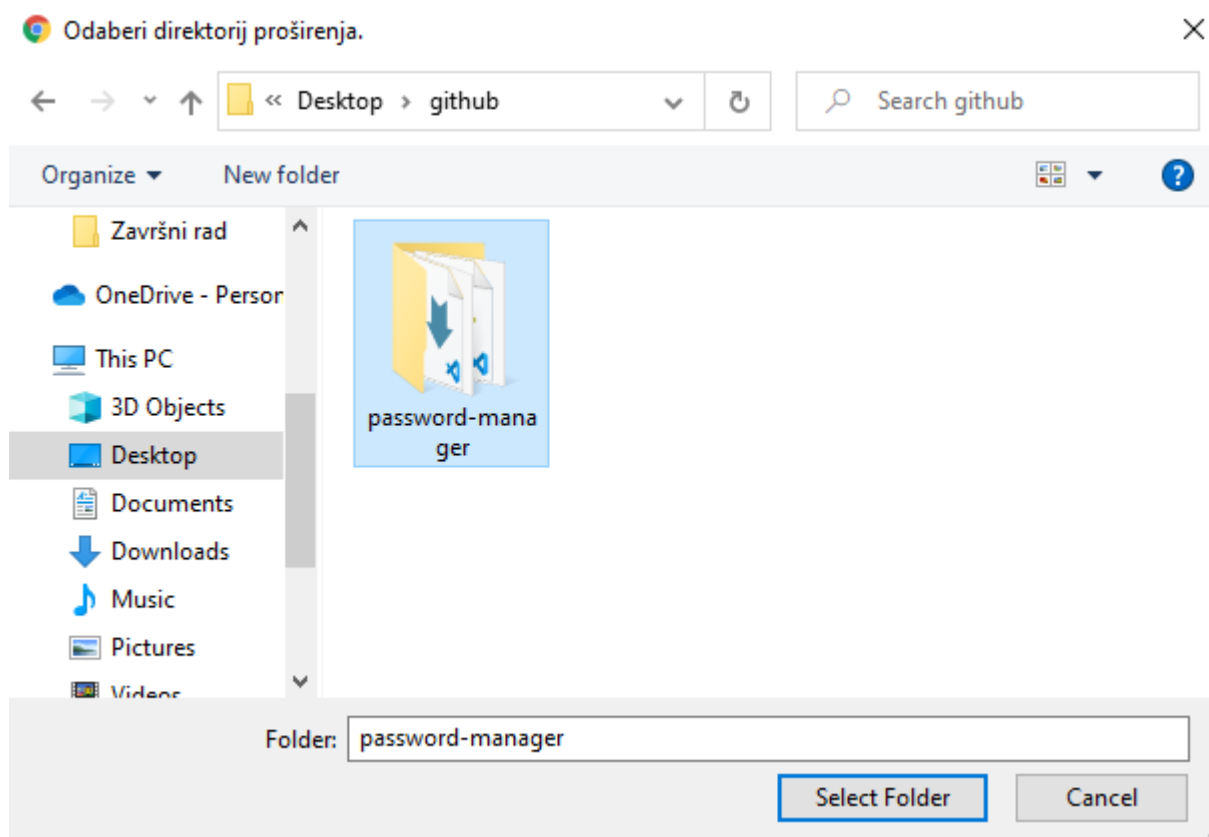 Odaberi direktorij proširenja.
« Desktop › github
Search github
Organize
New folder
Završni rad
OneDrive - Person
This PC
3D Objects
Desktop
Documents
Downloads
Music
Pictures
Videos
password-mana
ger
Folder: password-manager
Select Folder
Cancel